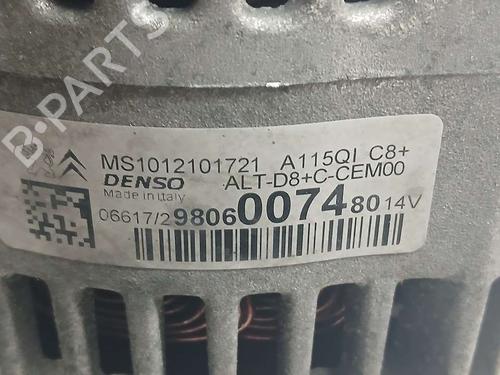 B-PARTS
MS1012101721 A115QI C8+
DENSO ALT-D8+C-CEM00
Made in Italy
06617/29806007480 14V